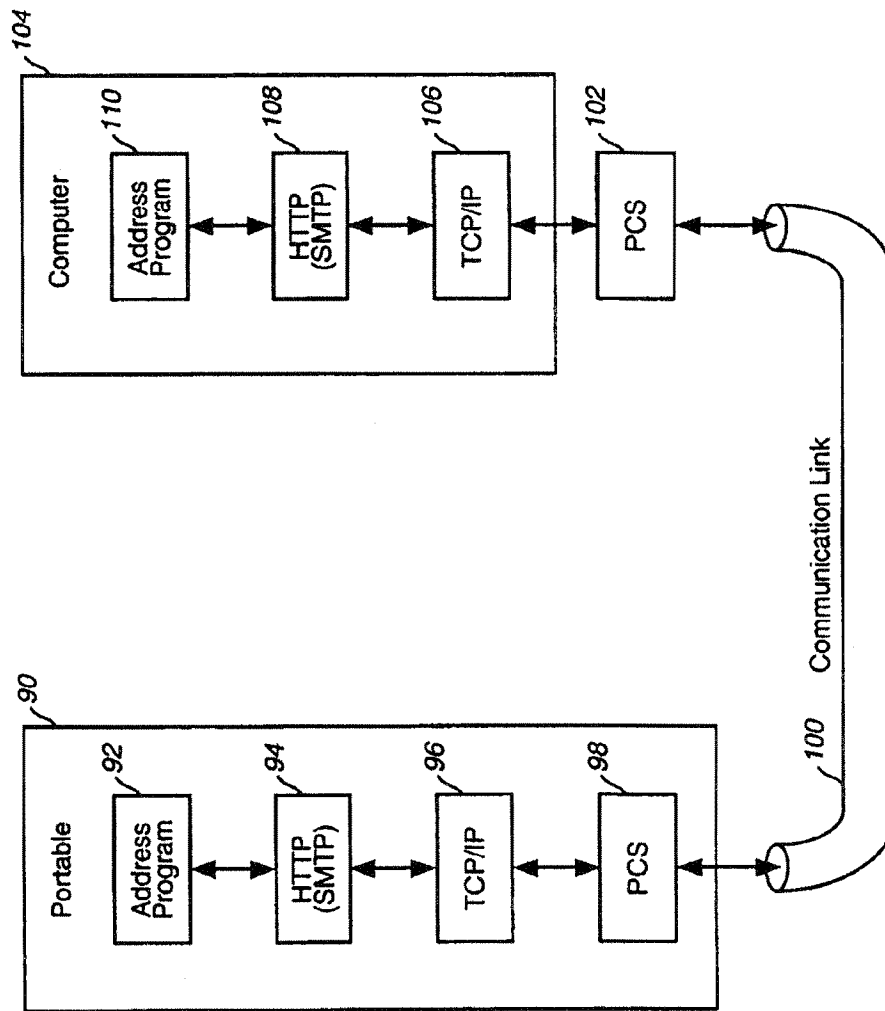 Portable
90
Address
Program
92
HTTP
(SMTP)
94
TCP/IP
96
PCS
98
Communication Link
100
Computer
104
Address
Program
110
HTTP
(SMTP)
108
TCP/IP
106
PCS
102